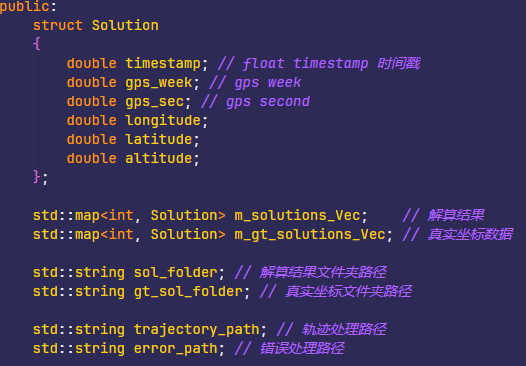 public:
struct Solution
{
double timestamp; // float timestamp 时间戳
double gps_week; // gps week
double gps_sec; // gps second
double longitude;
double latitude;
double altitude;
};
std::map<int, Solution> m_solutions_Vec; // 解算结果
std::map<int, Solution> m_gt_solutions_Vec; // 真实坐标数据
std::string sol_folder; // 解算结果文件夹路径
std::string gt_sol_folder; // 真实坐标文件夹路径
std::string trajectory_path; // 轨迹处理路径
std::string error_path; // 错误处理路径